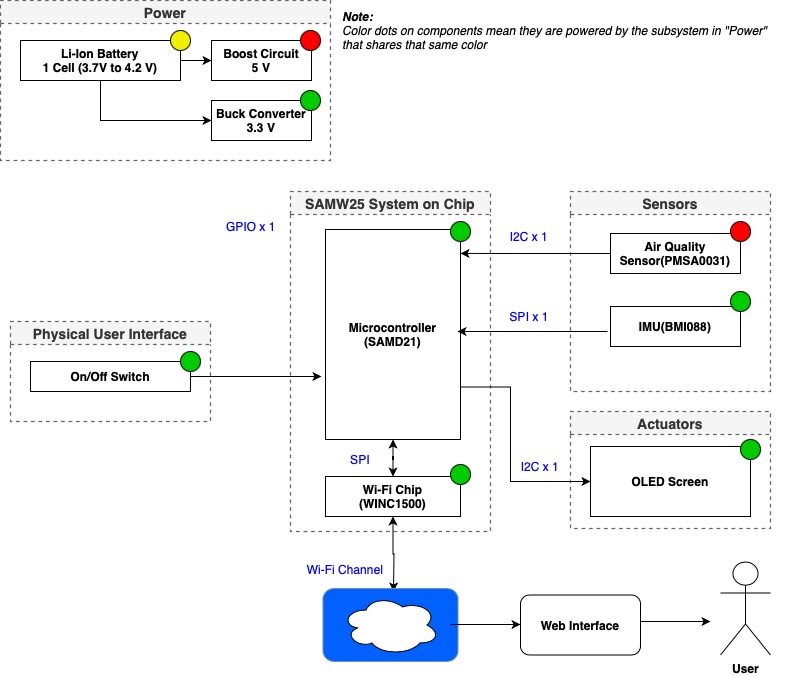 Power
Note:
Color dots on components mean they are powered by the subsystem in "Power"
that shares that same color
Li-Ion Battery
1 Cell (3.7V to 4.2 V)
Boost Circuit
5 V
Buck Converter
3.3 V
SAMW25 System on Chip
Sensors
GPIO x 1
I2C x 1
Air Quality
Sensor(PMSA0031)
SPI x 1
IMU(BMI088)
Microcontroller
(SAMD21)
Physical User Interface
On/Off Switch
Actuators
SPI
I2C x 1
OLED Screen
Wi-Fi Chip
(WINC1500)
Wi-Fi Channel
Web Interface
User